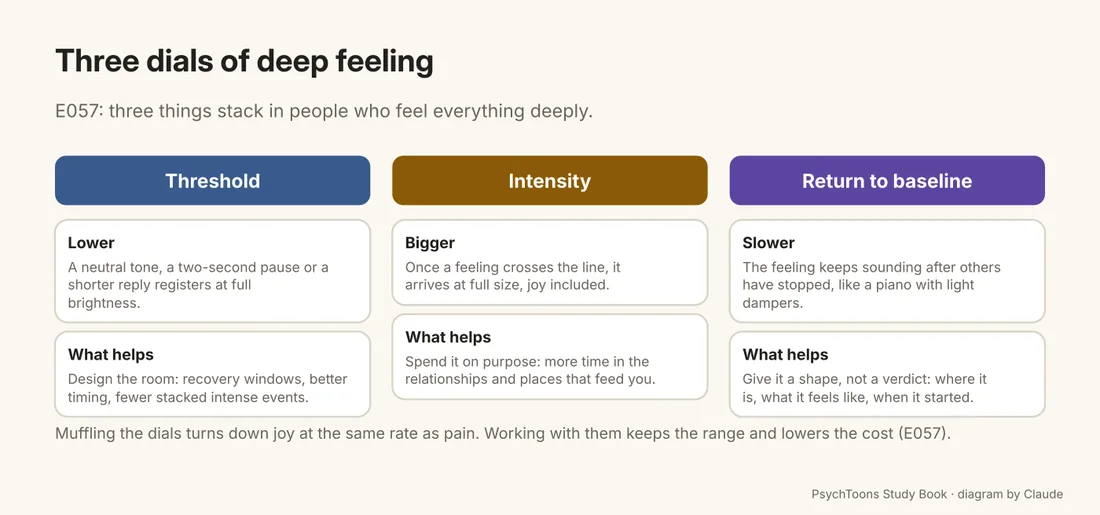 Three dials of deep feeling
E057: three things stack in people who feel everything deeply.
Threshold
Lower
A neutral tone, a two-second pause or a
shorter reply registers at full
brightness.
What helps
Design the room: recovery windows, better
timing, fewer stacked intense events.
Intensity
Bigger
Once a feeling crosses the line, it
arrives at full size, joy included.
What helps
Spend it on purpose: more time in the
relationships and places that feed you.
Return to baseline
Slower
The feeling keeps sounding after others
have stopped, like a piano with light
dampers.
What helps
Give it a shape, not a verdict: where it
is, what it feels like, when it started.
Muffling the dials turns down joy at the same rate as pain. Working with them keeps the range and lowers the cost (E057).
PsychToons Study Book · diagram by Claude